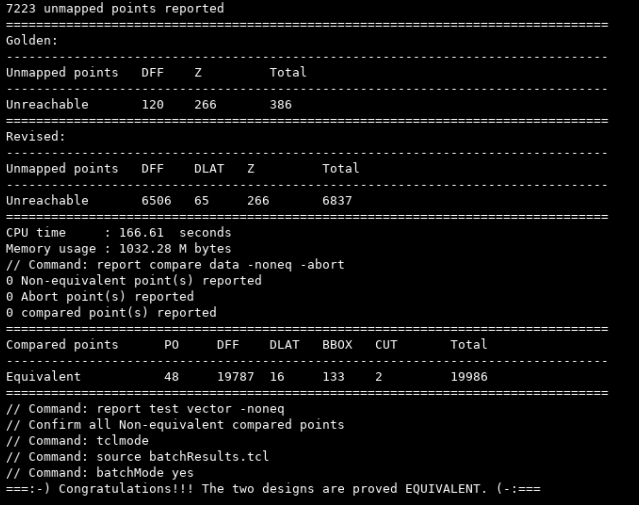 7223 unmapped points reported
================================================================================
Golden:
--------------------------------------------------------------------------------
Unmapped points   DFF    Z         Total
--------------------------------------------------------------------------------
Unreachable       120    266       386
================================================================================
Revised:
--------------------------------------------------------------------------------
Unmapped points   DFF    DLAT   Z         Total
--------------------------------------------------------------------------------
Unreachable       6506   65     266       6837
================================================================================
CPU time     : 166.61  seconds
Memory usage : 1032.28 M bytes
// Command: report compare data -noneq -abort
0 Non-equivalent point(s) reported
0 Abort point(s) reported
0 compared point(s) reported
================================================================================
Compared points      PO     DFF    DLAT   BBOX   CUT       Total
--------------------------------------------------------------------------------
Equivalent           48     19787  16     133    2         19986
================================================================================
// Command: report test vector -noneq
// Confirm all Non-equivalent compared points
// Command: tclmode
// Command: source batchResults.tcl
// Command: batchMode yes
===:-) Congratulations!!! The two designs are proved EQUIVALENT. (-:===